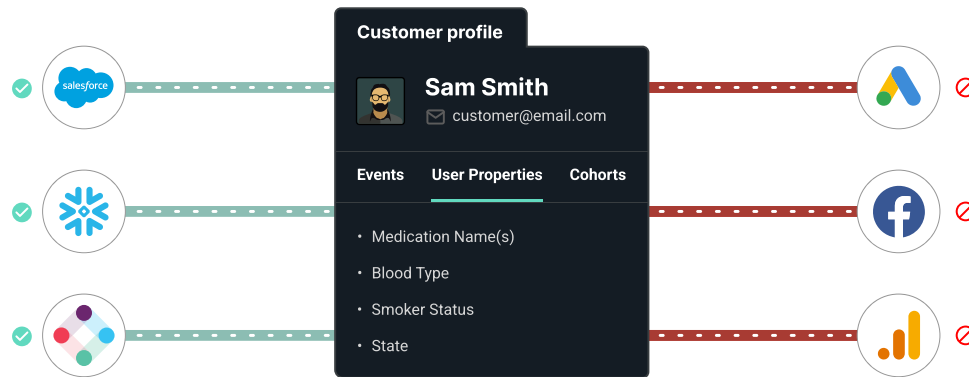 Customer profile
salesforce
Sam Smith
customer@email.com
Events User Properties Cohorts
• Medication Name(s)
• Blood Type
• Smoker Status
• State